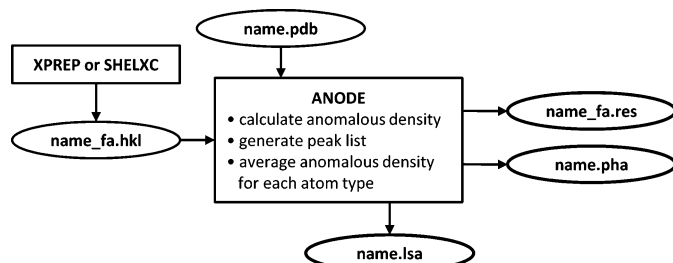 name.pdb
XPREP or SHELXC
ANODE
• calculate anomalous density
• generate peak list
• average anomalous density
for each atom type
name_fa.hkl
name_fa.res
name.pha
name.lsa